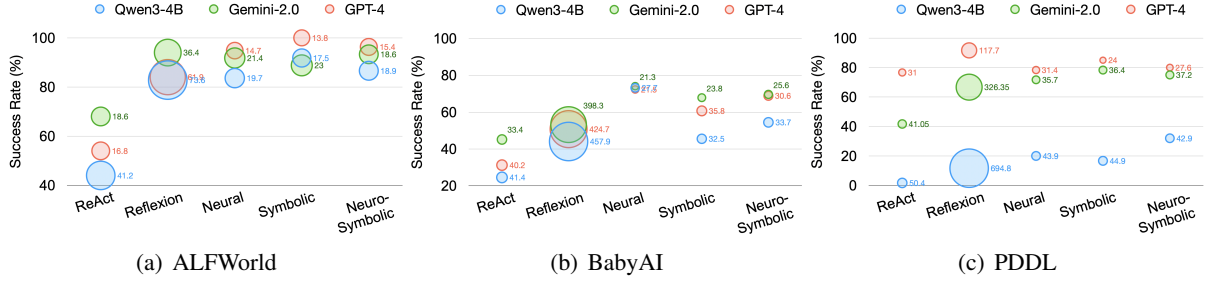 Qwen3-4B Gemini-2.0 GPT-4
Success Rate (%)
100
80
60
40
18.6
16.8
41.2
36.4
61.9
73.6
14.7
21.4
19.7
13.8
17.5
23
15.4
18.6
18.9
ReAct
Reflexion
Neural
Symbolic
Neuro-
Symbolic
(a) ALFWorld
Qwen3-4B Gemini-2.0 GPT-4
Success Rate (%)
100
80
60
40
20
33.4
40.2
41.4
398.3
424.7
457.9
21.3
27.7
23.8
35.8
32.5
25.6
30.6
33.7
ReAct
Reflexion
Neural
Symbolic
Neuro-
Symbolic
(b) BabyAI
Qwen3-4B Gemini-2.0 GPT-4
Success Rate (%)
100
80
60
40
20
0
31
41.05
50.4
117.7
326.35
694.8
31.4
35.7
43.9
24
36.4
44.9
27.6
37.2
42.9
ReAct
Reflexion
Neural
Symbolic
Neuro-
Symbolic
(c) PDDL